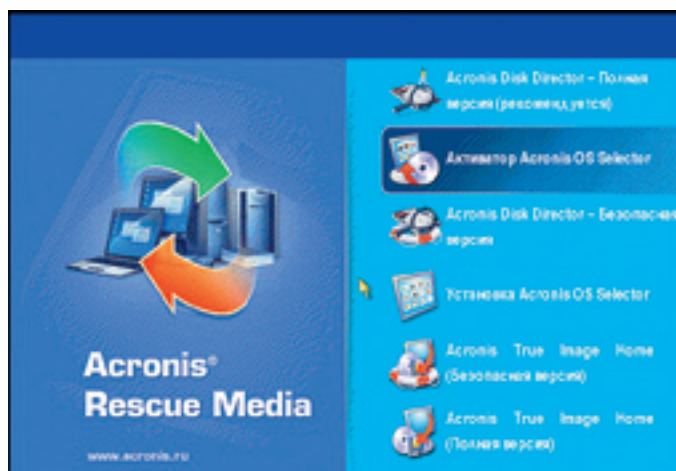 Acronis®
Rescue Media
www.acronis.ru
Acronis Disk Director – Полная
версия (рекомендуется)
Активатор Acronis OS Selector
Acronis Disk Director – Безопасная
версия
Установка Acronis OS Selector
Acronis True Image Home
(Безопасная версия)
Acronis True Image Home
(Полная версия)